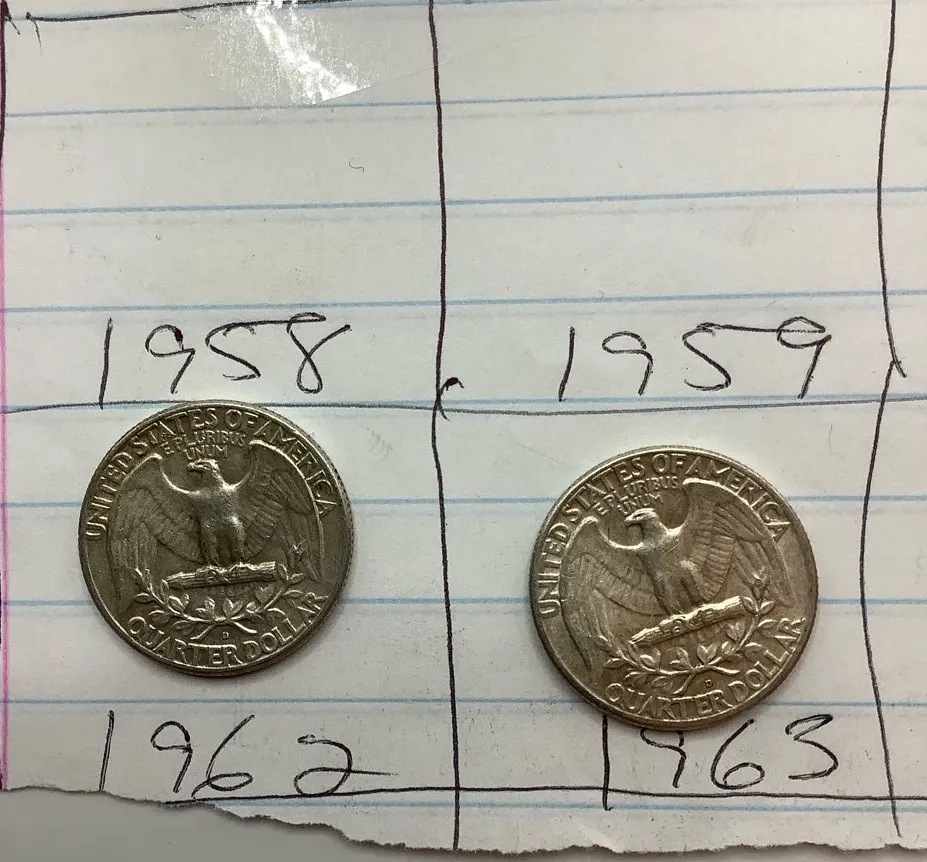 1958
1959
UNITED STATES OF AMERICA
E PLURIBUS
UNUM
D
QUARTER DOLLAR
UNITED STATES OF AMERICA
E PLURIBUS
UNUM
D
QUARTER DOLLAR
1962
1963